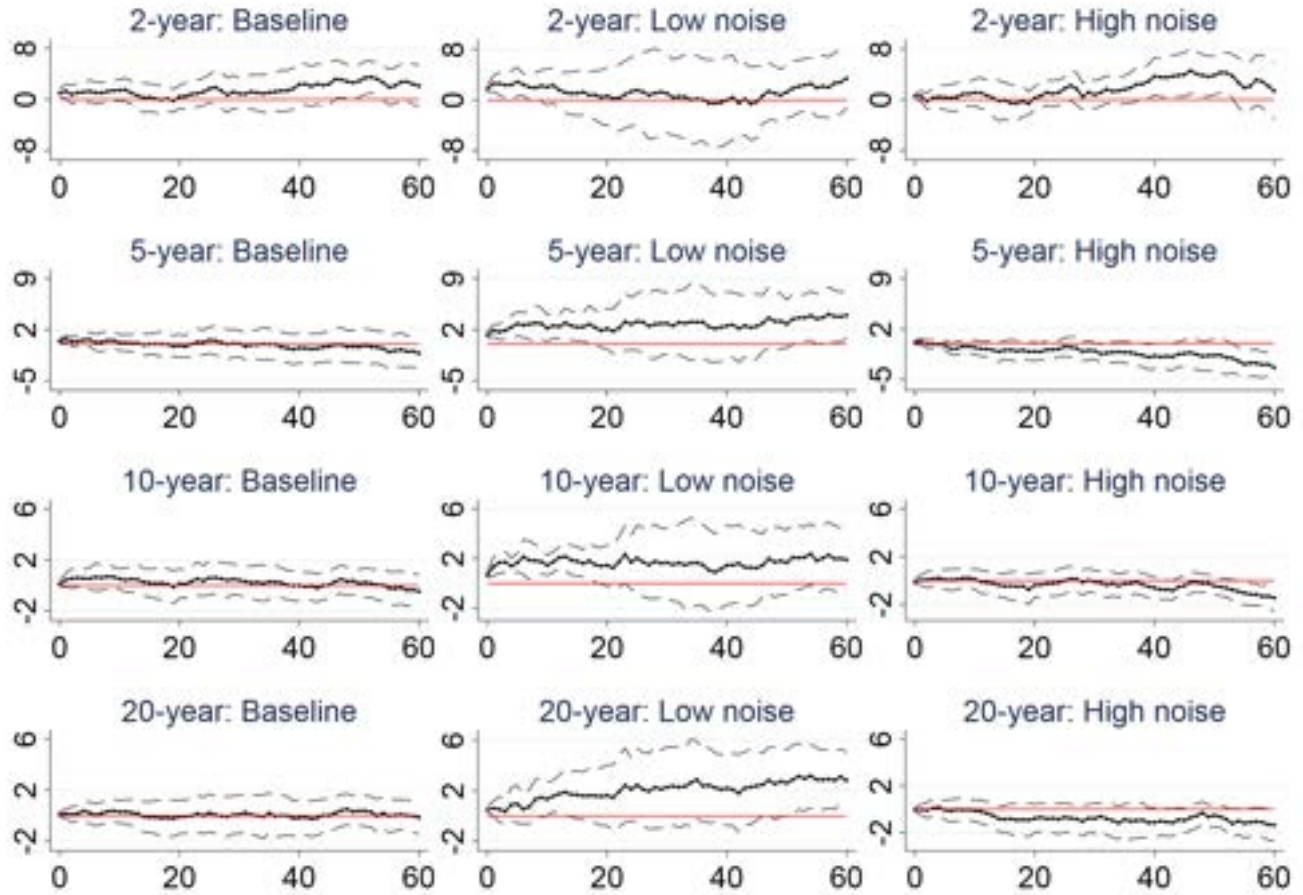 2-year: Baseline 2-year: Low noise 2-year: High noise
8 8 8
0 0 0
-8 -8 -8
0 20 40 60 0 20 40 60 0 20 40 60
5-year: Baseline 5-year: Low noise 5-year: High noise
9 9 9
2 2 2
-5 -5 -5
0 20 40 60 0 20 40 60 0 20 40 60
10-year: Baseline 10-year: Low noise 10-year: High noise
6 6 6
2 2 2
-2 -2 -2
0 20 40 60 0 20 40 60 0 20 40 60
20-year: Baseline 20-year: Low noise 20-year: High noise
6 6 6
2 2 2
-2 -2 -2
0 20 40 60 0 20 40 60 0 20 40 60